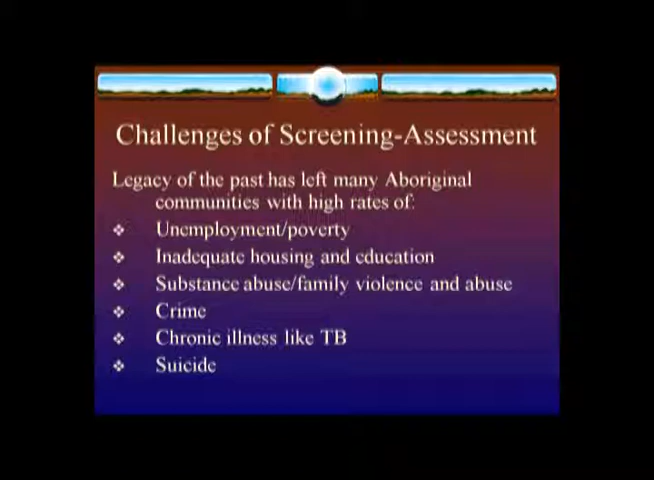 Challenges of Screening-Assessment
Legacy of the past has left many Aboriginal
communities with high rates of:
❖ Unemployment/poverty
❖ Inadequate housing and education
❖ Substance abuse/family violence and abuse
❖ Crime
❖ Chronic illness like TB
❖ Suicide